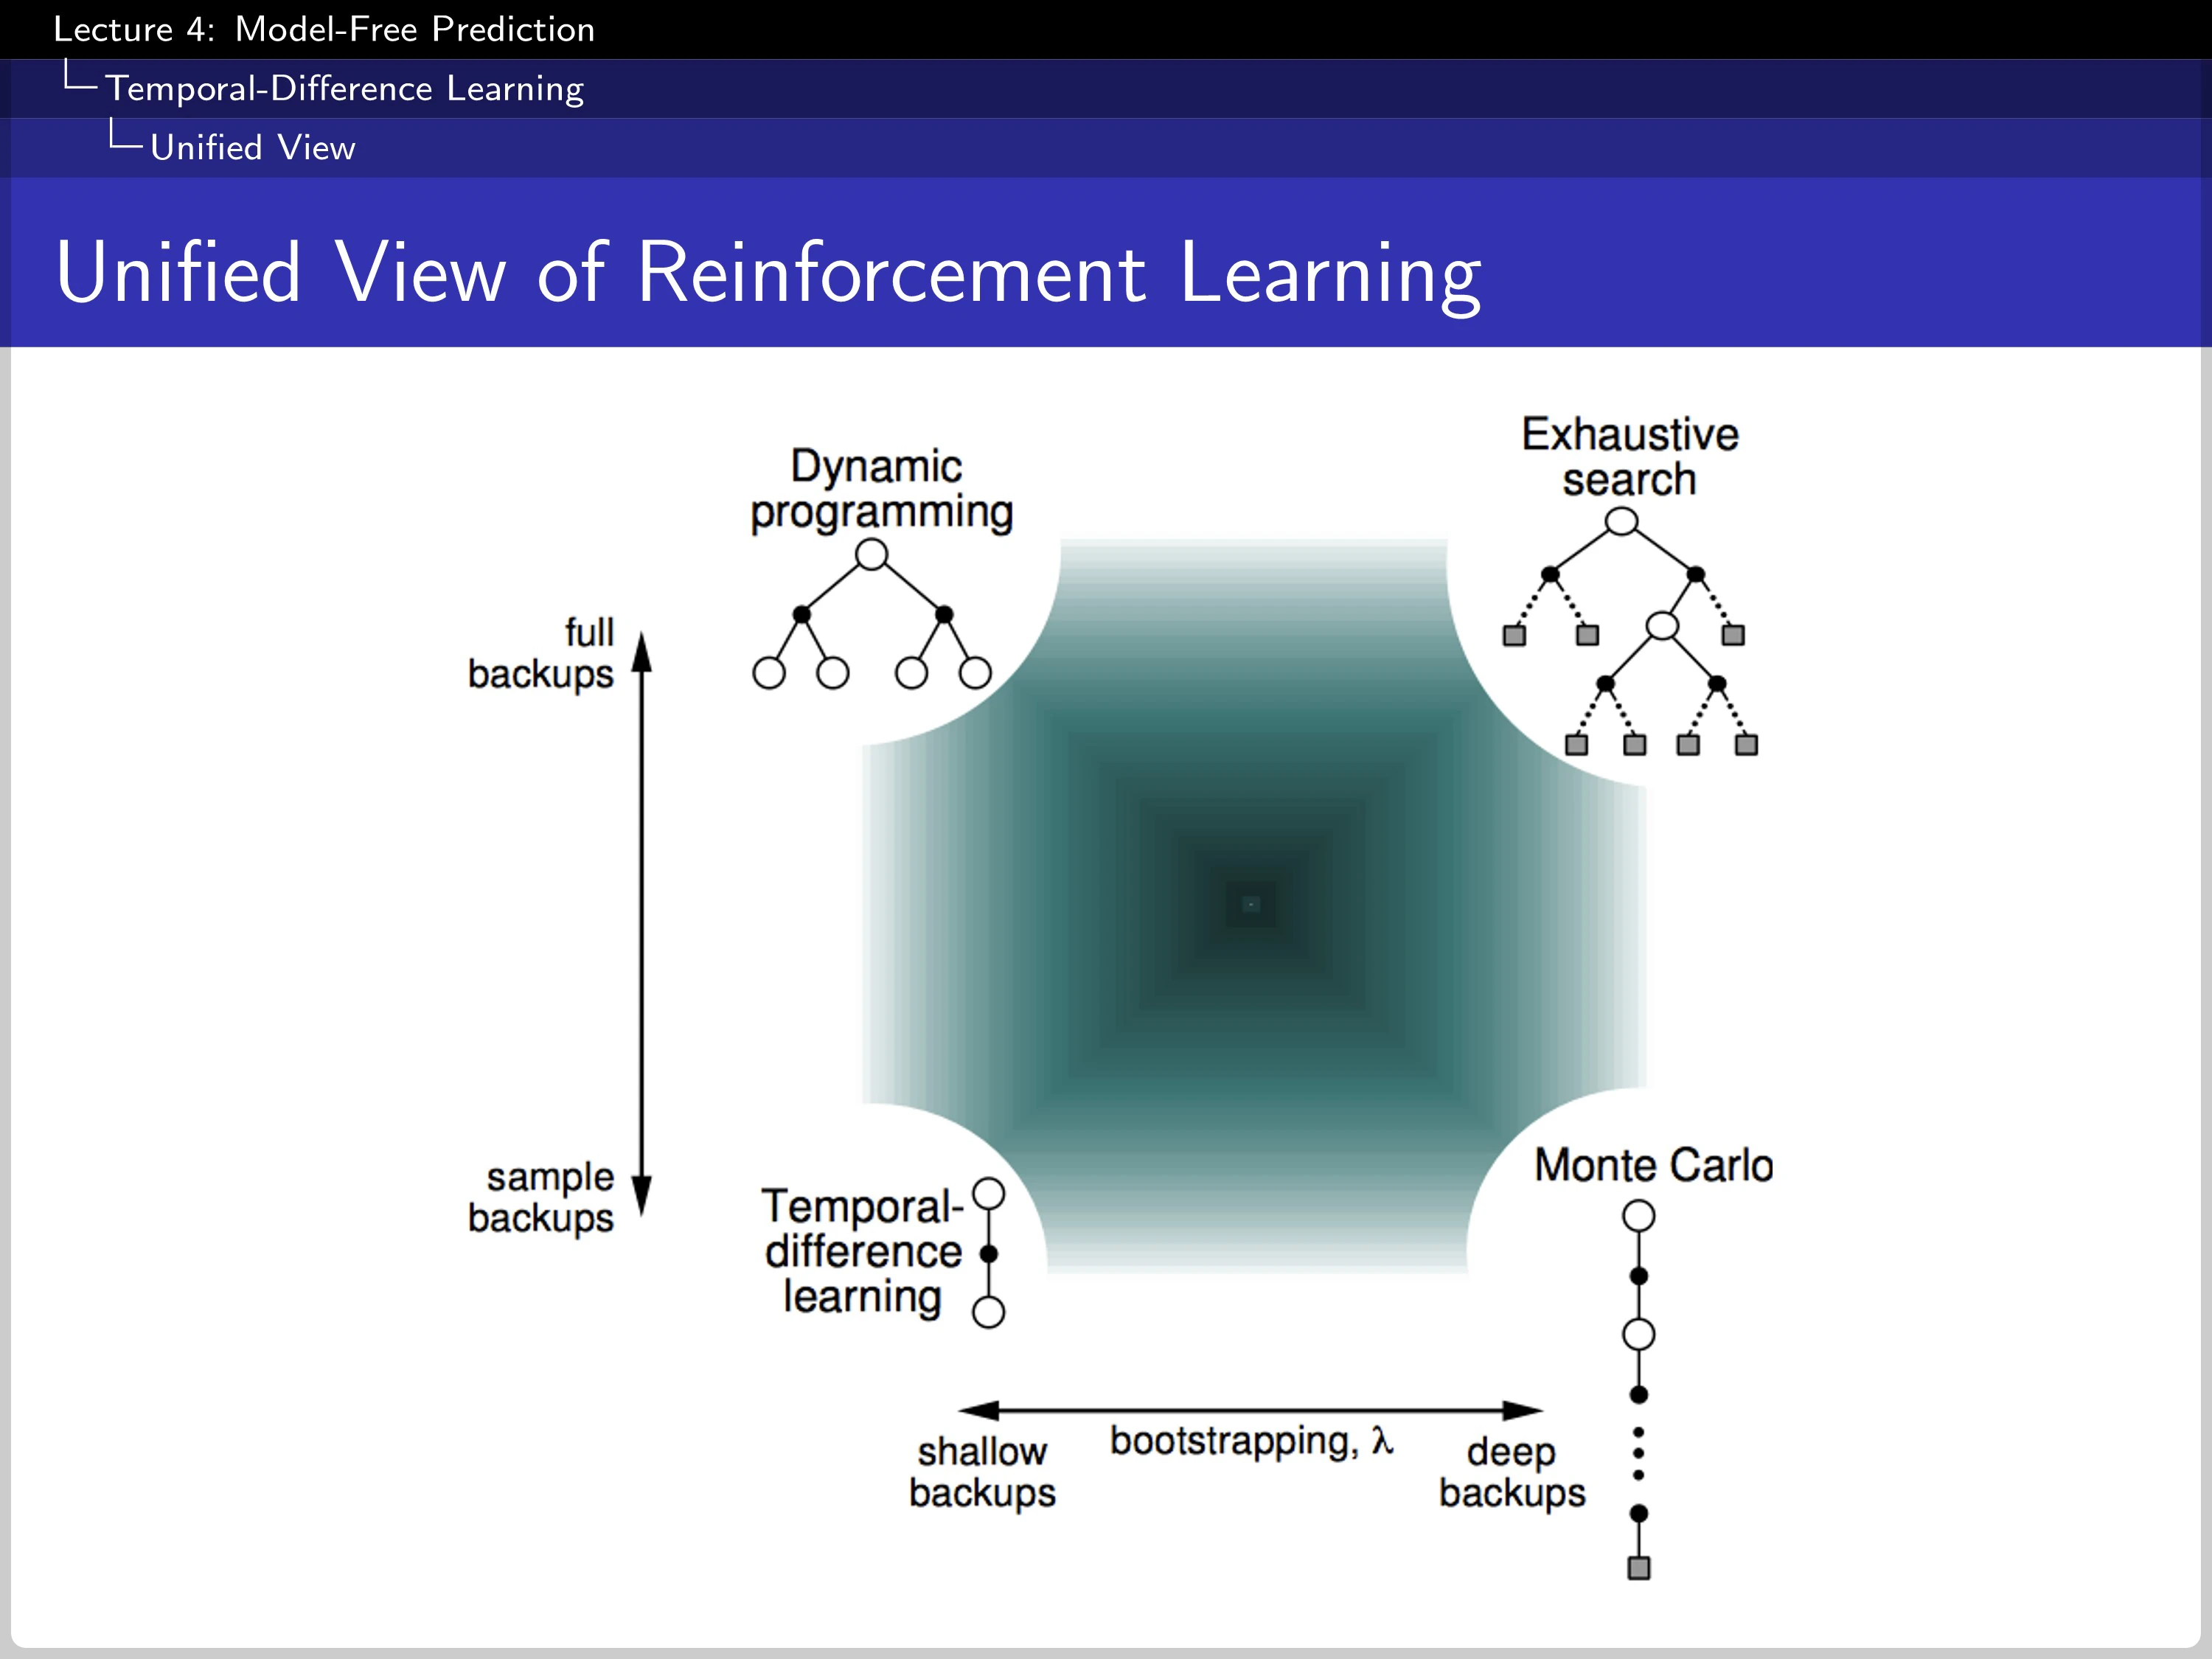 Lecture 4: Model-Free Prediction
Temporal-Difference Learning
Unified View
Unified View of Reinforcement Learning
Dynamic
programming
Exhaustive
search
full
backups
sample
backups
Temporal-
difference
learning
Monte Carlo
shallow
backups
bootstrapping, λ
deep
backups